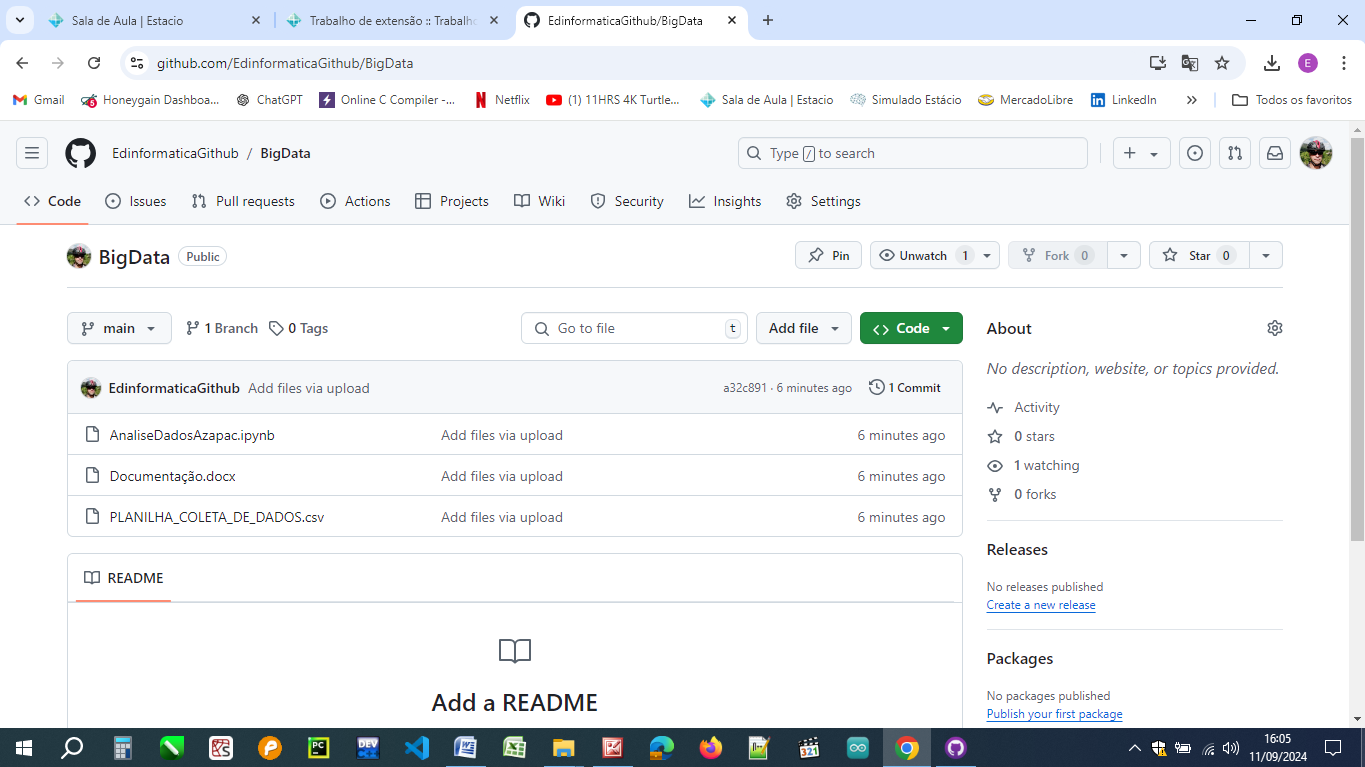 Sala de Aula | Estacio
Trabalho de extensão :: Trabalho
EdinformaticaGithub/BigData
github.com/EdinformaticaGithub/BigData
E
Gmail
Honeygain Dashboa...
ChatGPT
Online C Compiler -...
Netflix
(1) 11HRS 4K Turtle...
Sala de Aula | Estacio
Simulado Estácio
MercadoLibre
LinkedIn
Todos os favoritos
EdinformaticaGithub / BigData
Type / to search
Code
Issues
Pull requests
Actions
Projects
Wiki
Security
Insights
Settings
BigData Public
Pin
Unwatch 1
Fork 0
Star 0
main
1 Branch
0 Tags
Go to file t
Add file
Code
EdinformaticaGithub Add files via upload
a32c891 · 6 minutes ago
1 Commit
AnaliseDadosAzapac.ipynb Add files via upload 6 minutes ago
Documentação.docx Add files via upload 6 minutes ago
PLANILHA_COLETA_DE_DADOS.csv Add files via upload 6 minutes ago
README
Add a README
About
No description, website, or topics provided.
Activity
0 stars
1 watching
0 forks
Releases
No releases published
Create a new release
Packages
No packages published
Publish your first package
PC
DEV
321
16:05
11/09/2024